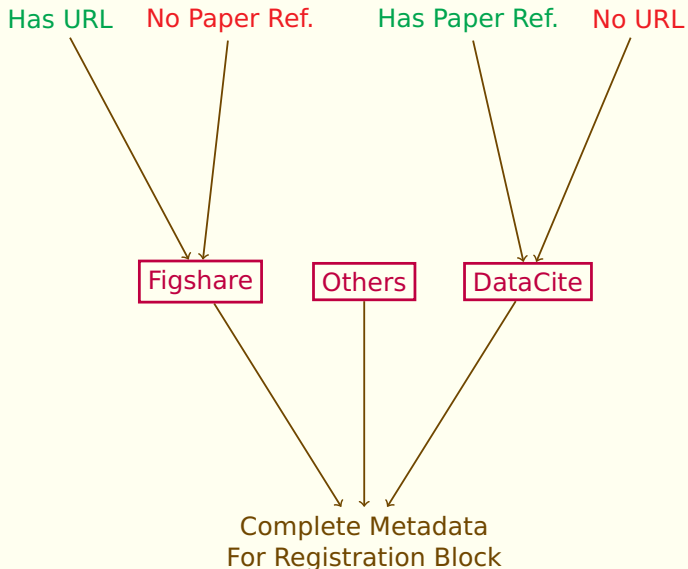 Has URL
No Paper Ref.
Has Paper Ref.
No URL
Figshare
Others
DataCite
Complete Metadata
For Registration Block